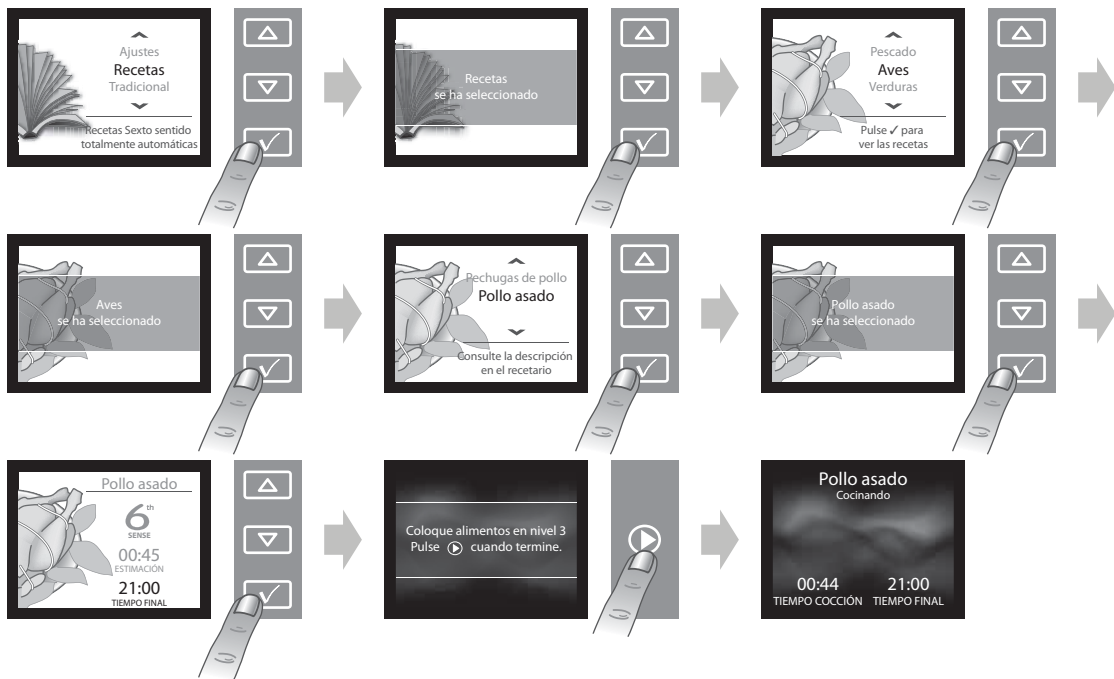 Ajustes
Recetas
Tradicional
Recetas Sexto sentido
totalmente automáticas
Recetas
se ha seleccionado
Pescado
Aves
Verduras
Pulse ✓ para
ver las recetas
Aves
se ha seleccionado
Pechugas de pollo
Pollo asado
Consulte la descripción
en el recetario
Pollo asado
se ha seleccionado
Pollo asado
6th
SENSE
00:45
ESTIMACIÓN
21:00
TIEMPO FINAL
Coloque alimentos en nivel 3
Pulse cuando termine.
Pollo asado
Cocinando
00:44 21:00
TIEMPO COCCIÓN TIEMPO FINAL